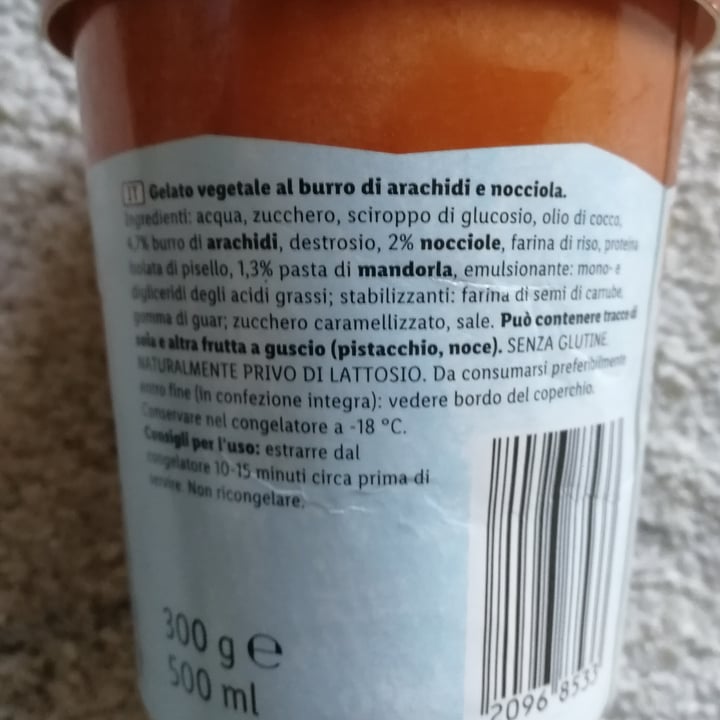 IT Gelato vegetale al burro di arachidi e nocciola.
Ingredienti: acqua, zucchero, sciroppo di glucosio, olio di cocco,
4,7% burro di arachidi, destrosio, 2% nocciole, farina di riso, proteina
isolata di pisello, 1,3% pasta di mandorla, emulsionante: mono- e
digliceridi degli acidi grassi; stabilizzanti: farina di semi di carrube,
gomma di guar; zucchero caramellizzato, sale. Può contenere tracce di
soia e altra frutta a guscio (pistacchio, noce). SENZA GLUTINE.
NATURALMENTE PRIVO DI LATTOSIO. Da consumarsi preferibilmente
entro fine (in confezione integra): vedere bordo del coperchio.
Conservare nel congelatore a -18 °C.
Consigli per l'uso: estrarre dal
congelatore 10-15 minuti circa prima di
servire. Non ricongelare.
300 g e
500 ml
2096 853